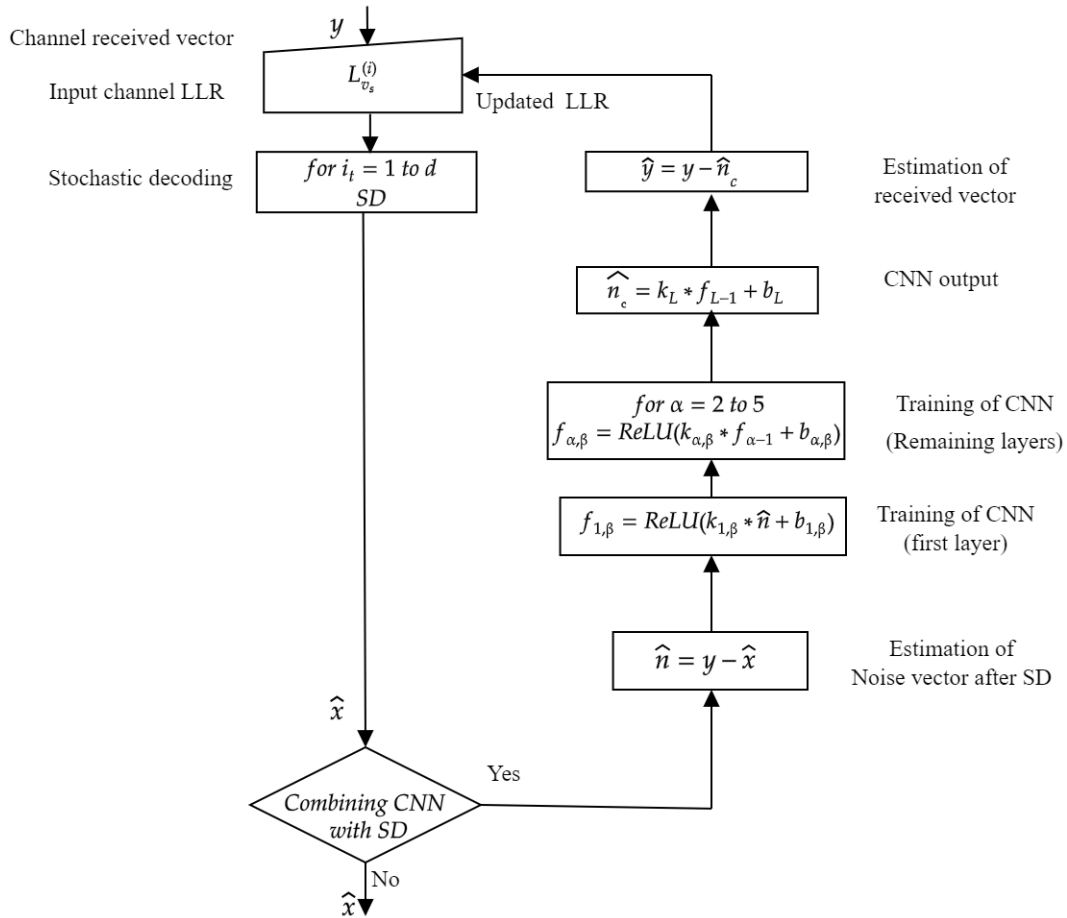 Channel received vector
y
Input channel LLR
L_{v_s}^{(i)}
Updated LLR
Stochastic decoding
for i_t = 1 to d
SD
x̂
Combining CNN
with SD
Yes
No
x̂
n̂ = y − x̂
Estimation of
Noise vector after SD
f_{1,β} = ReLU(k_{1,β} * n̂ + b_{1,β})
Training of CNN
(first layer)
for α = 2 to 5
f_{α,β} = ReLU(k_{α,β} * f_{α−1} + b_{α,β})
Training of CNN
(Remaining layers)
n̂_c = k_L * f_{L−1} + b_L
CNN output
ŷ = y − n̂_c
Estimation of
received vector